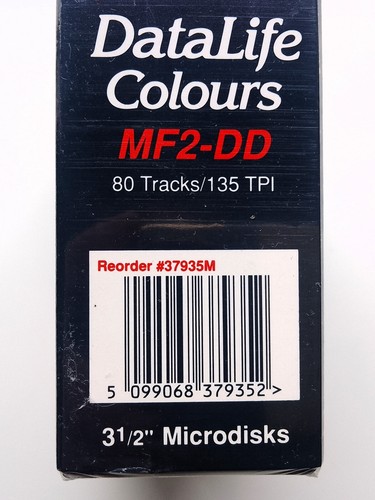 DataLife
Colours
MF2-DD
80 Tracks/135 TPI
Reorder #37935M
5 099068 379352 >
3 1/2" Microdisks